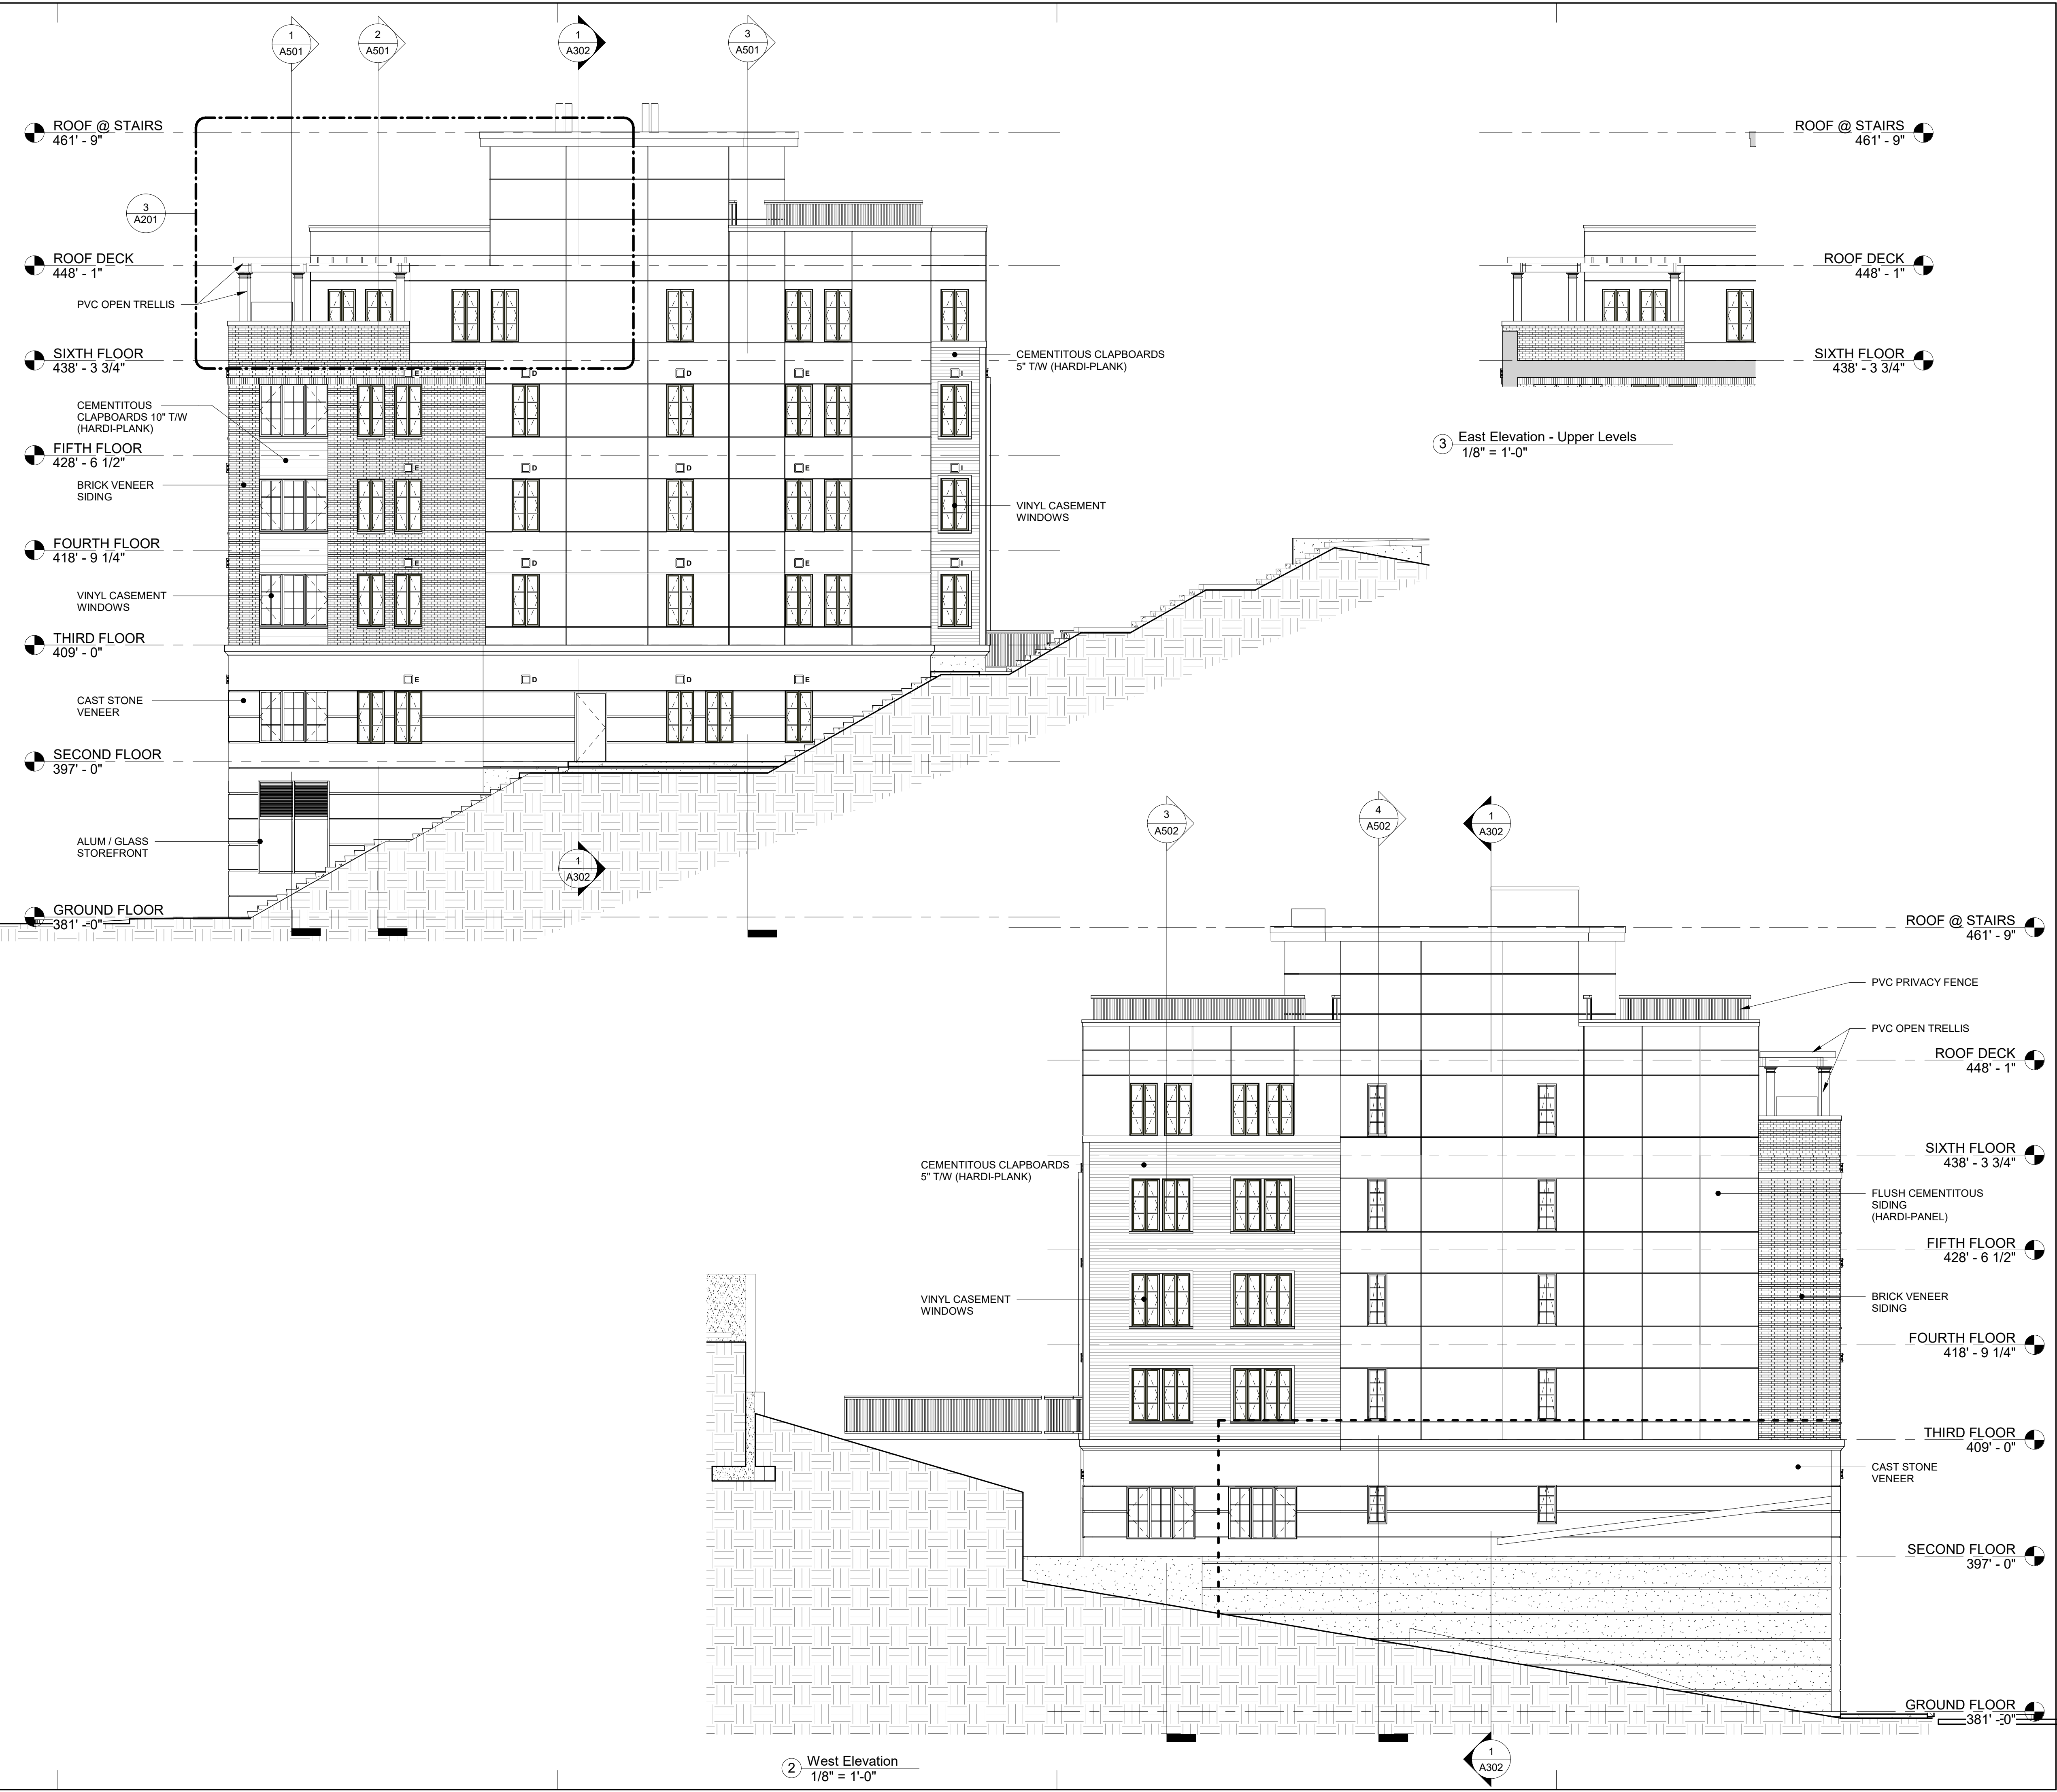 1
A501
2
A501
1
A302
3
A501
ROOF @ STAIRS
461' - 9"
3
A201
ROOF DECK
448' - 1"
PVC OPEN TRELLIS
SIXTH FLOOR
438' - 3 3/4"
CEMENTITOUS
CLAPBOARDS 10" T/W
(HARDI-PLANK)
FIFTH FLOOR
428' - 6 1/2"
BRICK VENEER
SIDING
FOURTH FLOOR
418' - 9 1/4"
VINYL CASEMENT
WINDOWS
THIRD FLOOR
409' - 0"
CAST STONE
VENEER
SECOND FLOOR
397' - 0"
ALUM / GLASS
STOREFRONT
GROUND FLOOR
381' - 0"
E D D E I
E D D E I
E D D E I
E D D E
CEMENTITOUS CLAPBOARDS
5" T/W (HARDI-PLANK)
VINYL CASEMENT
WINDOWS
1
A302
ROOF @ STAIRS
461' - 9"
ROOF DECK
448' - 1"
SIXTH FLOOR
438' - 3 3/4"
3 East Elevation - Upper Levels
1/8" = 1'-0"
3
A502
4
A502
1
A302
ROOF @ STAIRS
461' - 9"
PVC PRIVACY FENCE
PVC OPEN TRELLIS
ROOF DECK
448' - 1"
CEMENTITOUS CLAPBOARDS
5" T/W (HARDI-PLANK)
SIXTH FLOOR
438' - 3 3/4"
FLUSH CEMENTITOUS
SIDING
(HARDI-PANEL)
FIFTH FLOOR
428' - 6 1/2"
VINYL CASEMENT
WINDOWS
BRICK VENEER
SIDING
FOURTH FLOOR
418' - 9 1/4"
THIRD FLOOR
409' - 0"
CAST STONE
VENEER
SECOND FLOOR
397' - 0"
GROUND FLOOR
381' - 0"
1
A302
2 West Elevation
1/8" = 1'-0"